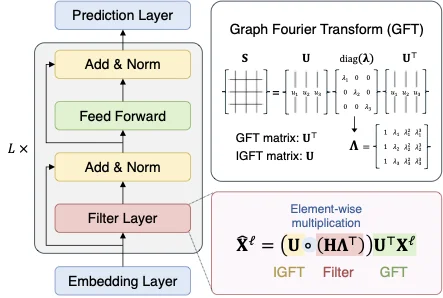 Prediction Layer
Add & Norm
Feed Forward
L ×
Add & Norm
Filter Layer
Embedding Layer
Graph Fourier Transform (GFT)
S U diag(λ) U⊤
= u₁ u₂ u₃ λ₁ 0 0 u₁ u₂ u₃
0 λ₂ 0
0 0 λ₃
GFT matrix: U⊤
IGFT matrix: U
Λ = 1 λ₁ λ₁² λ₁³
1 λ₂ λ₂² λ₂³
1 λ₃ λ₃² λ₃³
Element-wise
multiplication
X̂ˡ = (U ∘ (HΛ⊤))U⊤Xˡ
IGFT Filter GFT